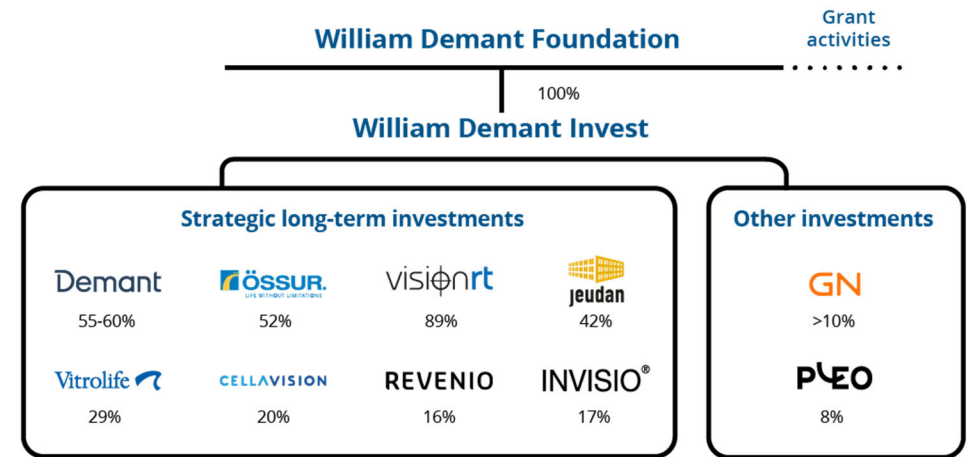 Grant
activities
William Demant Foundation
100%
William Demant Invest
Strategic long-term investments
Demant
55-60%
ÖSSUR.
LIFE WITHOUT LIMITATIONS
52%
visionrt
89%
jeudan
42%
Vitrolife
29%
CELLAVISION
20%
REVENIO
16%
INVISIO®
17%
Other investments
GN
>10%
PLEO
8%